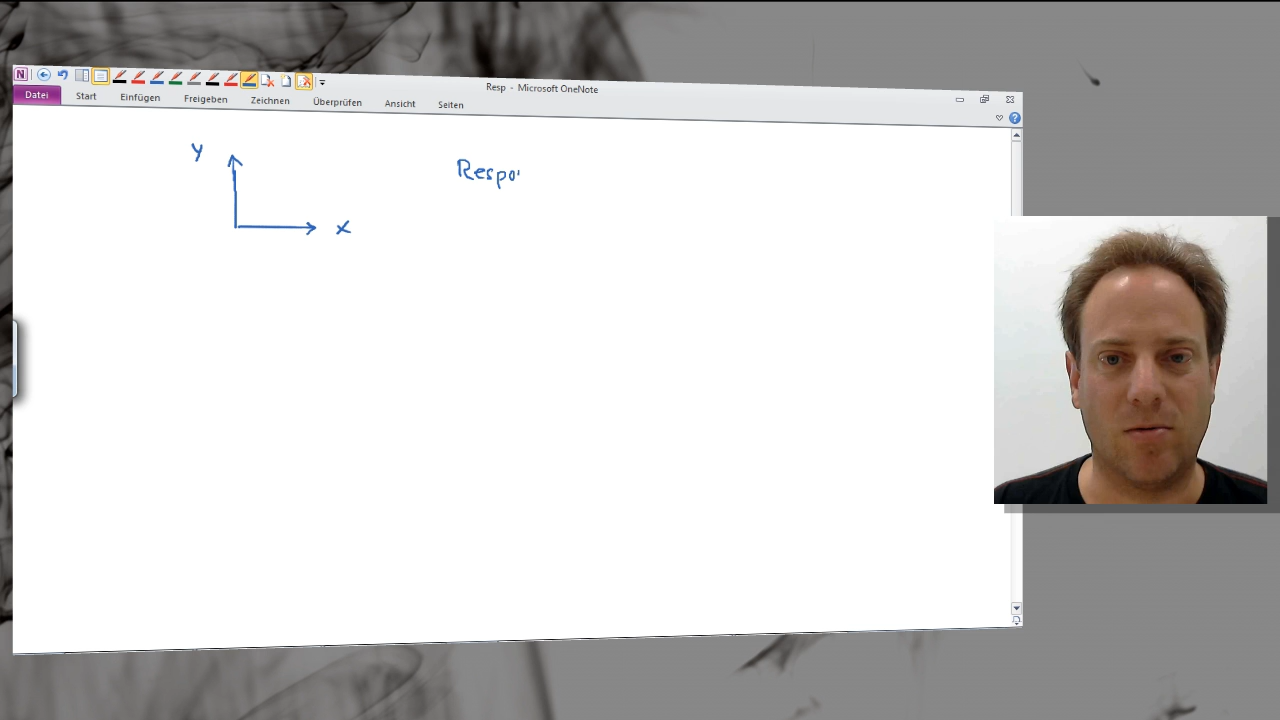 Resp - Microsoft OneNote
Datei Start Einfügen Freigeben Zeichnen Überprüfen Ansicht Seiten
y
Respo
x